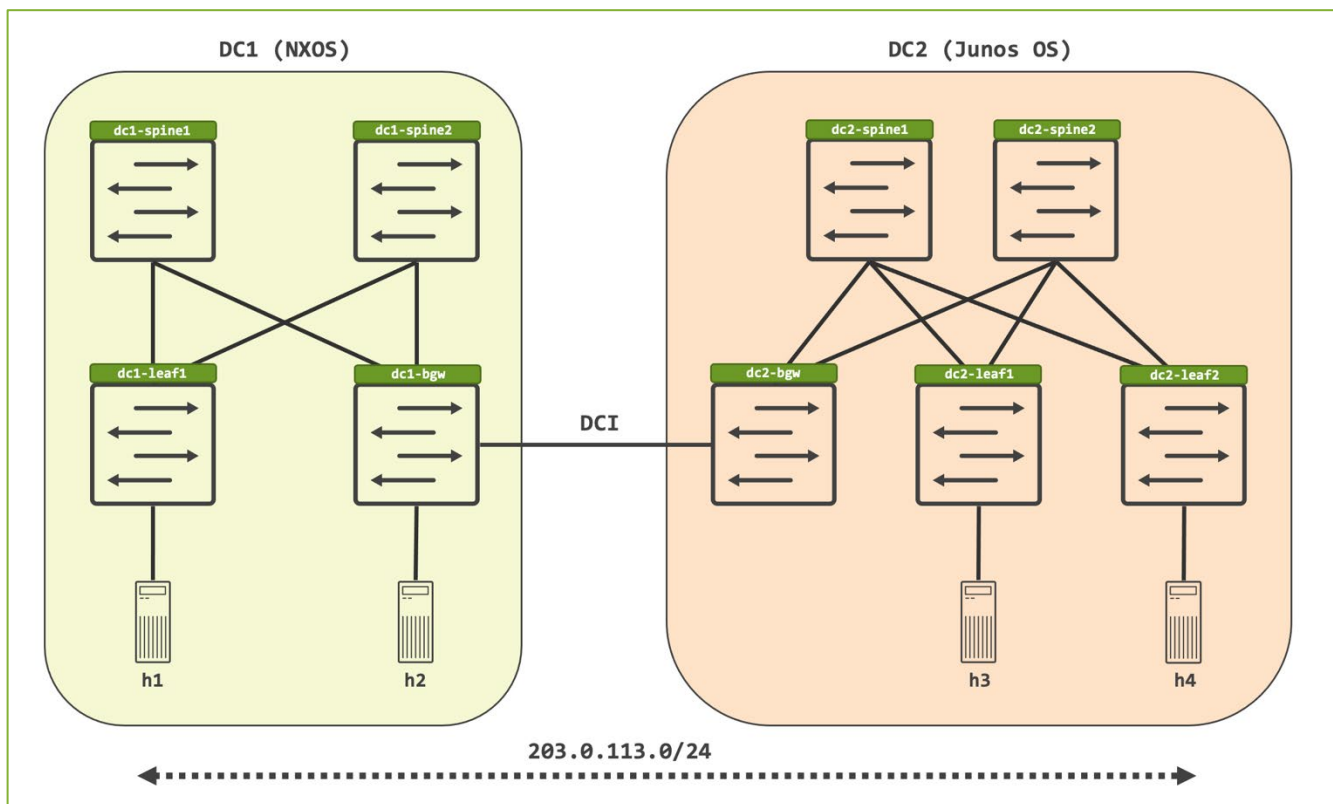 DC1 (NXOS)
DC2 (Junos OS)
dc1-spine1
dc1-spine2
dc2-spine1
dc2-spine2
dc1-leaf1
dc1-bgw
dc2-bgw
dc2-leaf1
dc2-leaf2
DCI
h1
h2
h3
h4
203.0.113.0/24